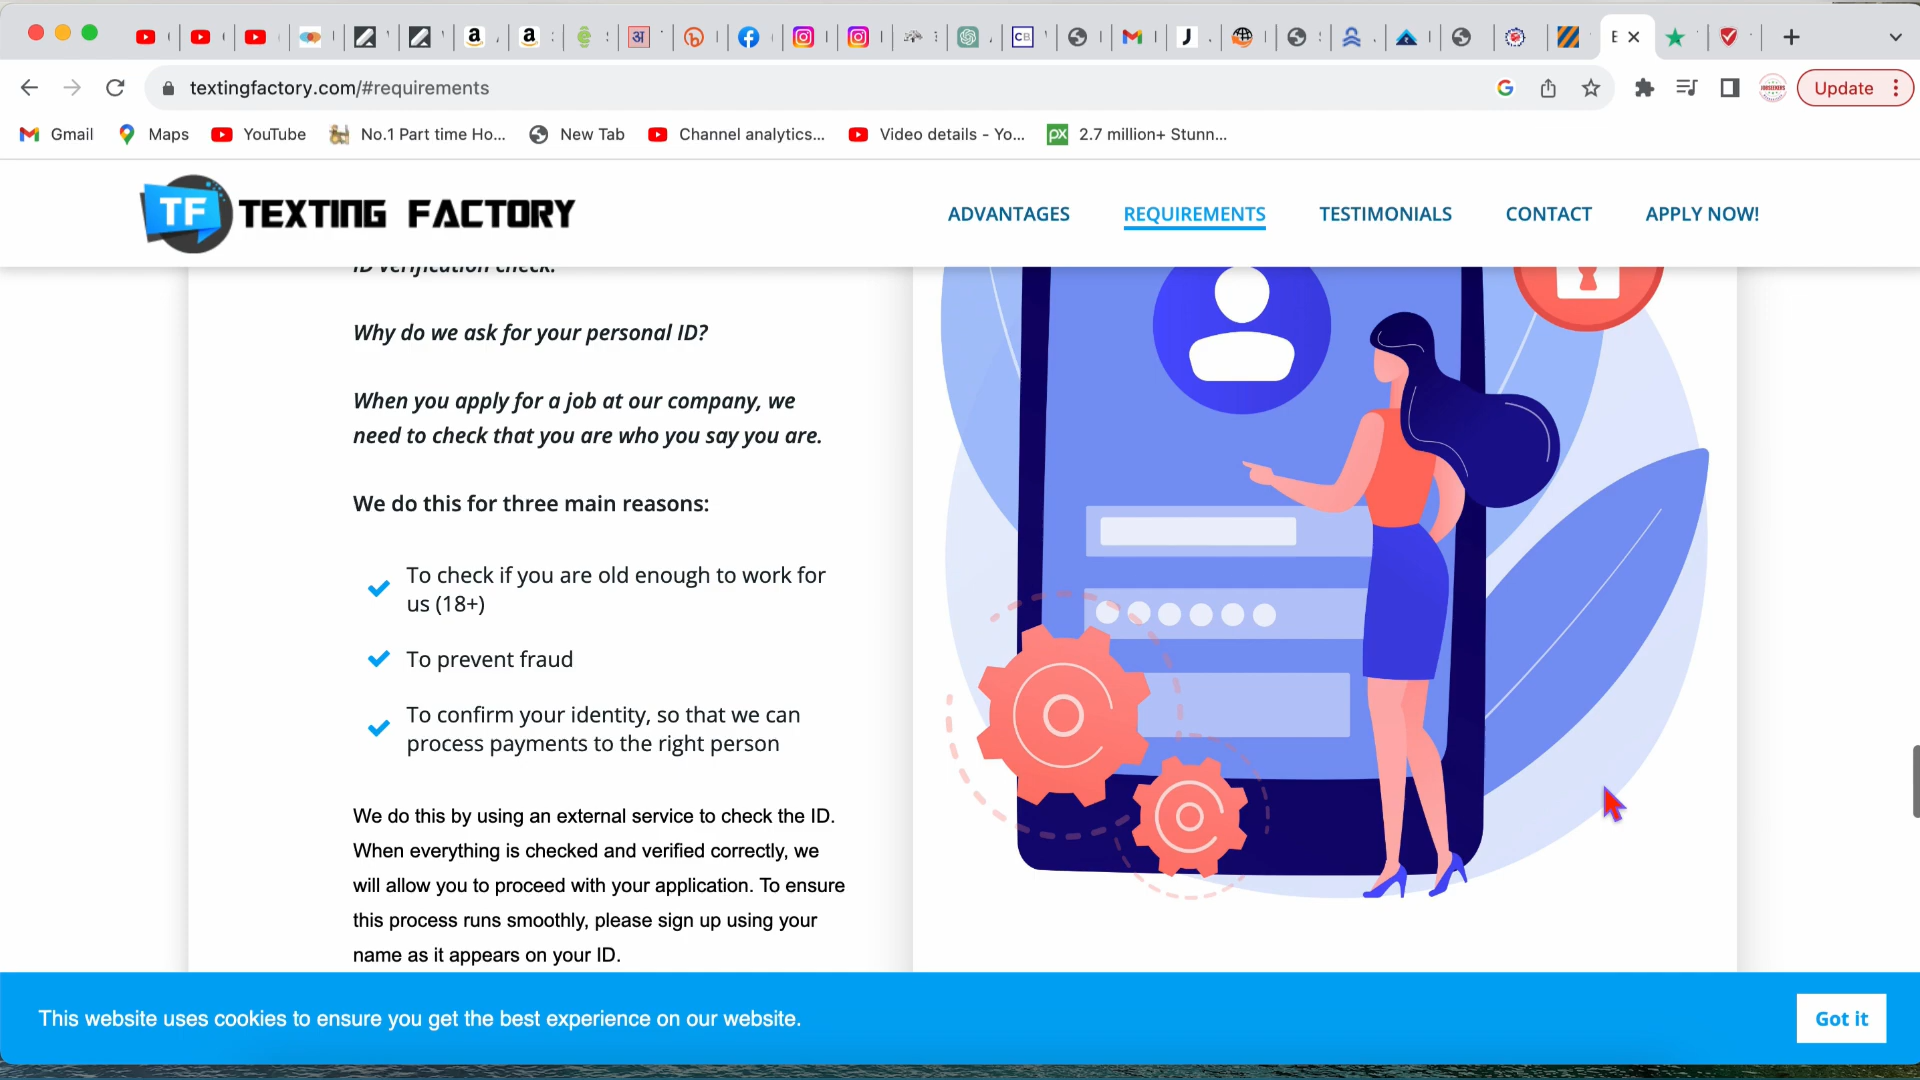 textingfactory.com/#requirements
Update
Gmail
Maps
YouTube
No.1 Part time Ho...
New Tab
Channel analytics...
Video details - Yo...
2.7 million+ Stunn...
TF TEXTING FACTORY
ADVANTAGES
REQUIREMENTS
TESTIMONIALS
CONTACT
APPLY NOW!
ID verification check.
Why do we ask for your personal ID?
When you apply for a job at our company, we
need to check that you are who you say you are.
We do this for three main reasons:
To check if you are old enough to work for
us (18+)
To prevent fraud
To confirm your identity, so that we can
process payments to the right person
We do this by using an external service to check the ID.
When everything is checked and verified correctly, we
will allow you to proceed with your application. To ensure
this process runs smoothly, please sign up using your
name as it appears on your ID.
This website uses cookies to ensure you get the best experience on our website.
Got it